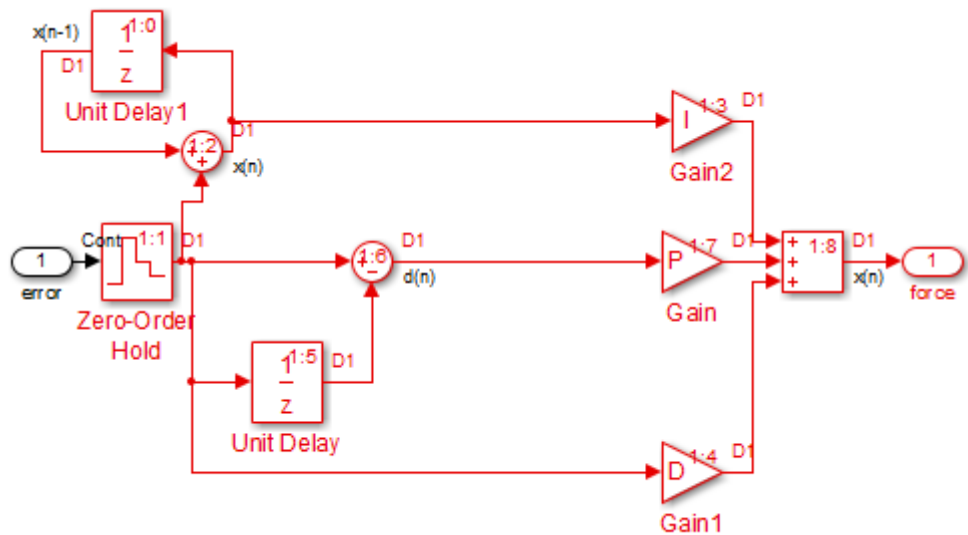 x(n-1)
D1
1:0
1
z
Unit Delay1
1:2
+
+
D1
x(n)
1:3
I
D1
Gain2
1
error
Cont
1:1
D1
Zero-Order
Hold
1:6
+
-
D1
d(n)
1:7
P
D1
Gain
+
+
+
1:8
D1
x(n)
1
force
1:5
1
z
D1
Unit Delay
1:4
D
D1
Gain1